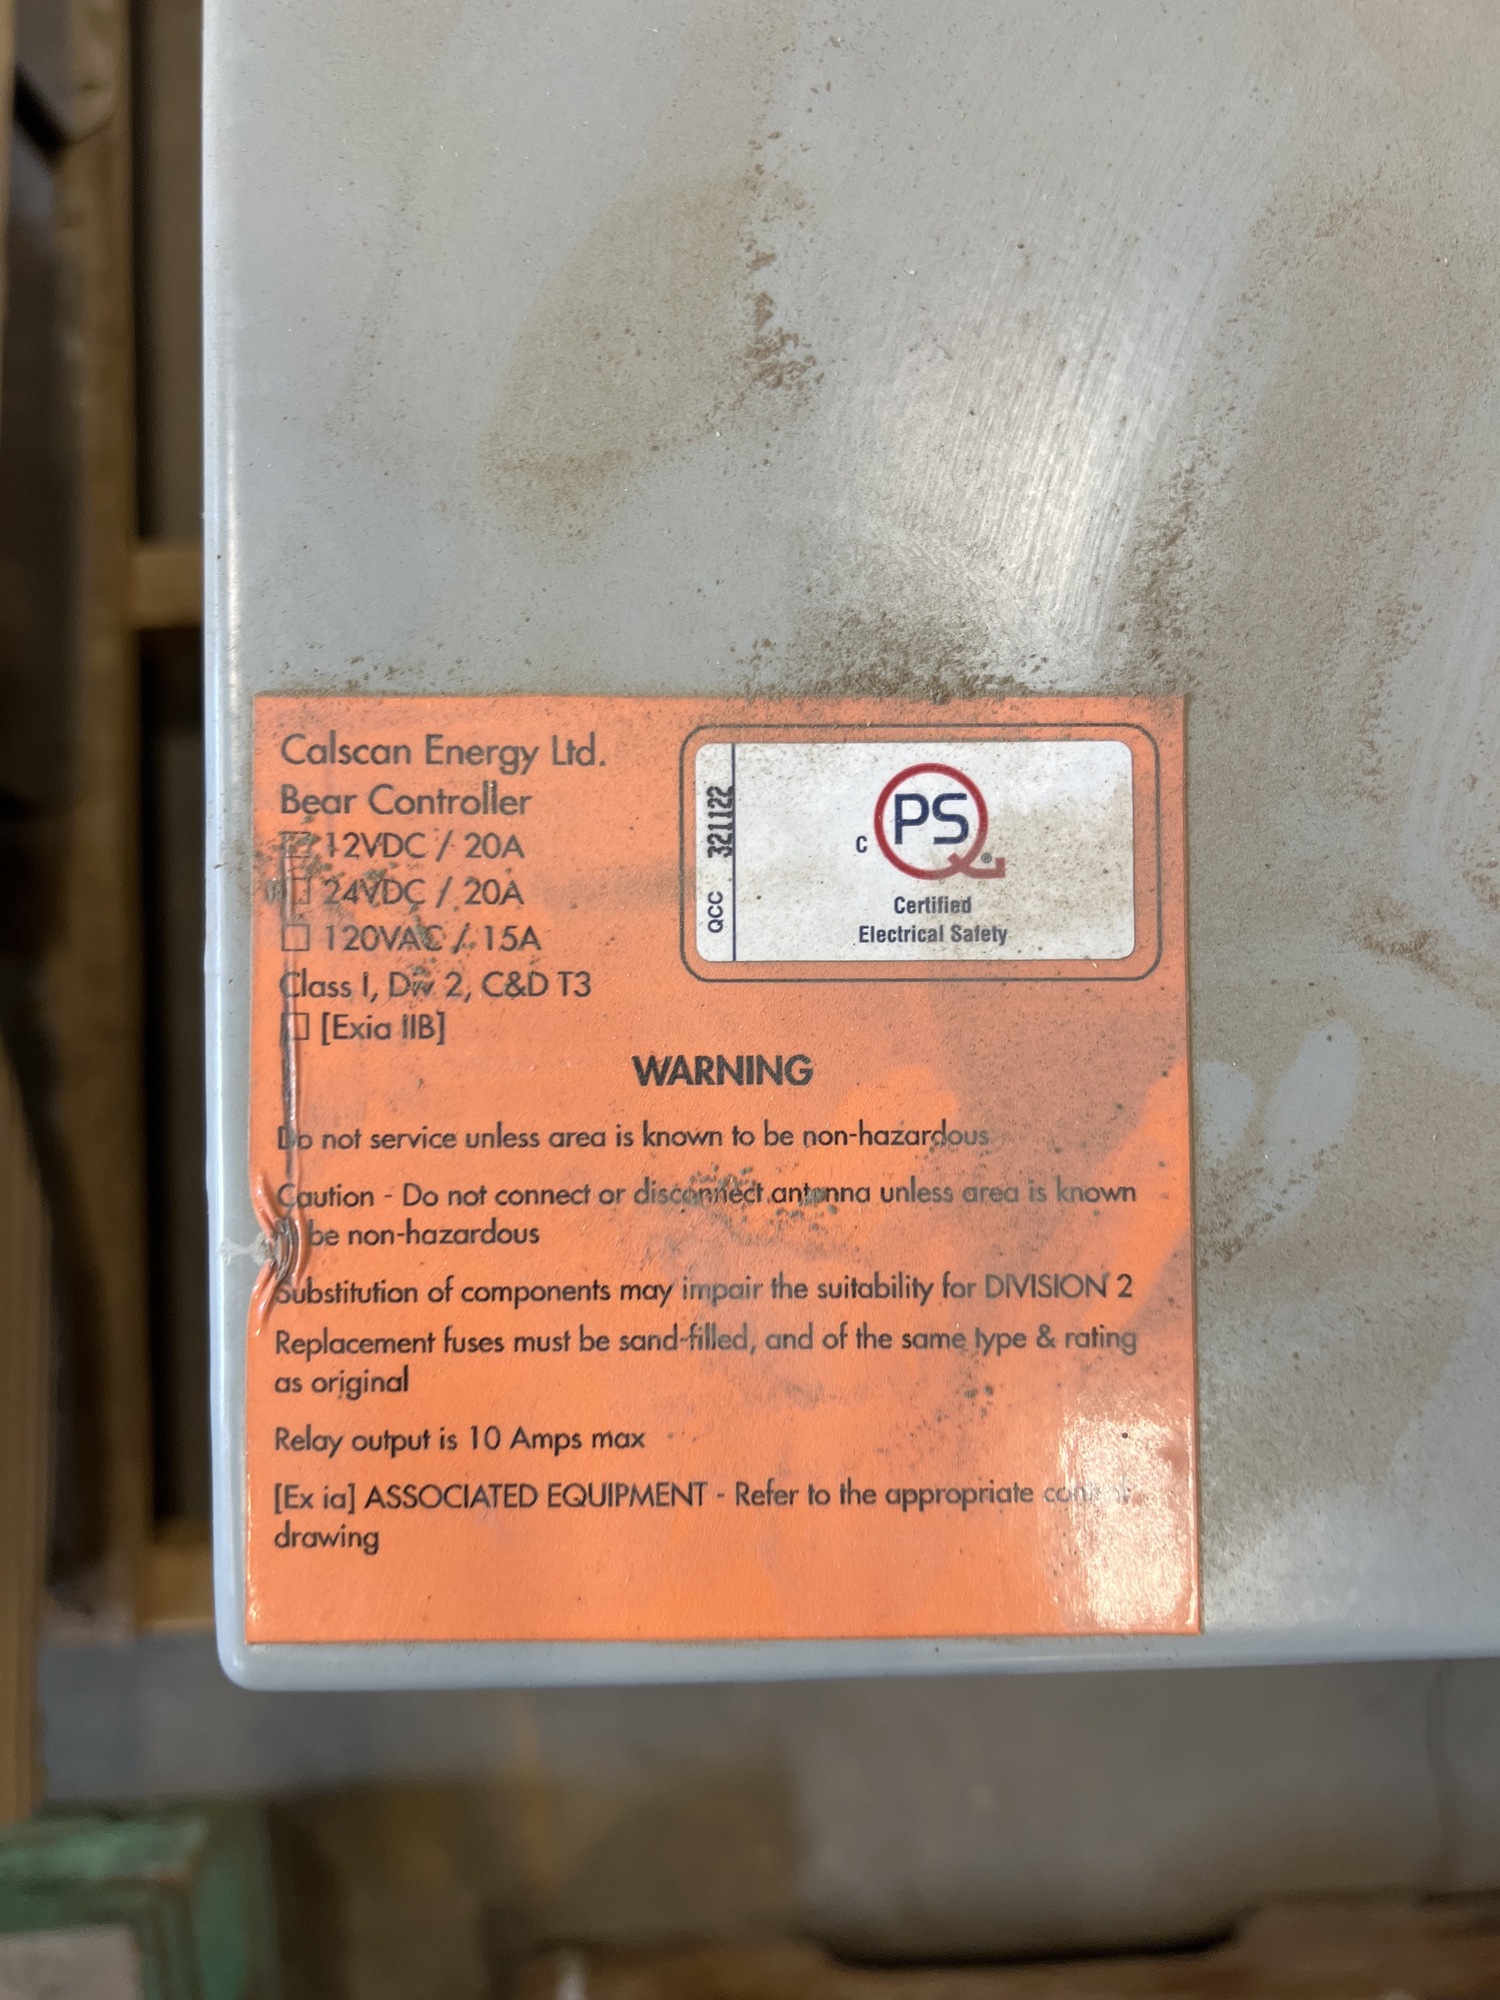 Calscan Energy Ltd.
Bear Controller
12VDC / 20A
24VDC / 20A
120VAC / 15A
Class I, Div 2, C&D T3
[Exia IIB]
QCC 321122
C PSQ®
Certified
Electrical Safety
WARNING
Do not service unless area is known to be non-hazardous
Caution - Do not connect or disconnect antenna unless area is known
be non-hazardous
Substitution of components may impair the suitability for DIVISION 2
Replacement fuses must be sand-filled, and of the same type & rating
as original
Relay output is 10 Amps max
[Ex ia] ASSOCIATED EQUIPMENT - Refer to the appropriate
drawing